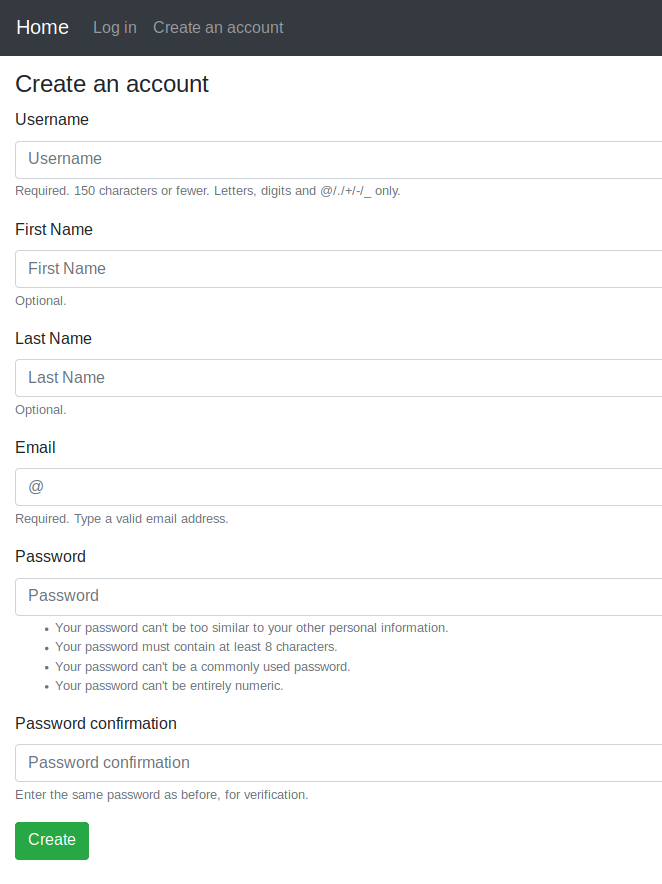 Home Log in Create an account
Create an account
Username
Username
Required. 150 characters or fewer. Letters, digits and @/./+/-/_ only.
First Name
First Name
Optional.
Last Name
Last Name
Optional.
Email
@
Required. Type a valid email address.
Password
Password
• Your password can't be too similar to your other personal information.
• Your password must contain at least 8 characters.
• Your password can't be a commonly used password.
• Your password can't be entirely numeric.
Password confirmation
Password confirmation
Enter the same password as before, for verification.
Create